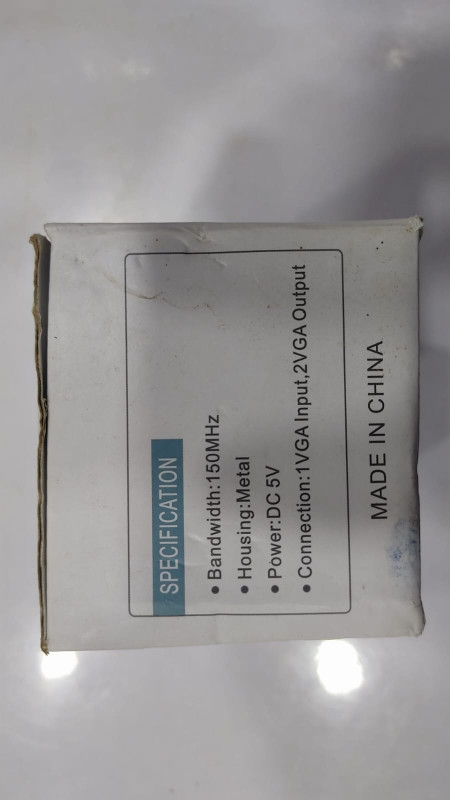 SPECIFICATION
• Bandwidth:150MHz
• Housing:Metal
• Power:DC 5V
• Connection:1VGA Input,2VGA Output
MADE IN CHINA